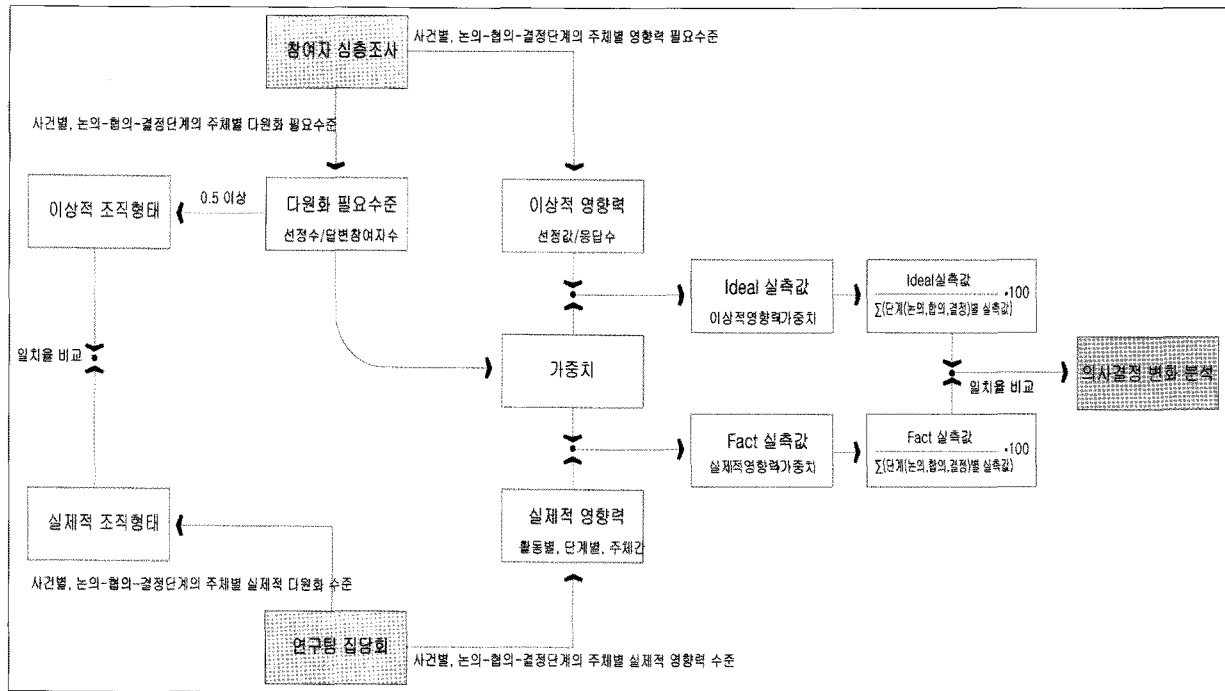 참여자 심층조사
사건별, 논의-협의-결정단계의 주체별 영향력 필요수준
사건별, 논의-협의-결정단계의 주체별 다원화 필요수준
이상적 조직형태
0.5 이상
다원화 필요수준
선정수/답변참여자수
이상적 영향력
선정값/응답수
Ideal 실측값
이상적영향력*가중치
Ideal실측값
∑(단계(논의,합의,결정)별 실측값)
*100
일치율 비교
가중치
일치율 비교
의사결정 변화 분석
Fact 실측값
실제적영향력*가중치
Fact 실측값
∑(단계(논의,합의,결정)별 실측값)
*100
실제적 조직형태
실제적 영향력
활동별, 단계별, 주체간
사건별, 논의-협의-결정단계의 주체별 실제적 다원화 수준
연구팀 집담회
사건별, 논의-협의-결정단계의 주체별 실제적 영향력 수준